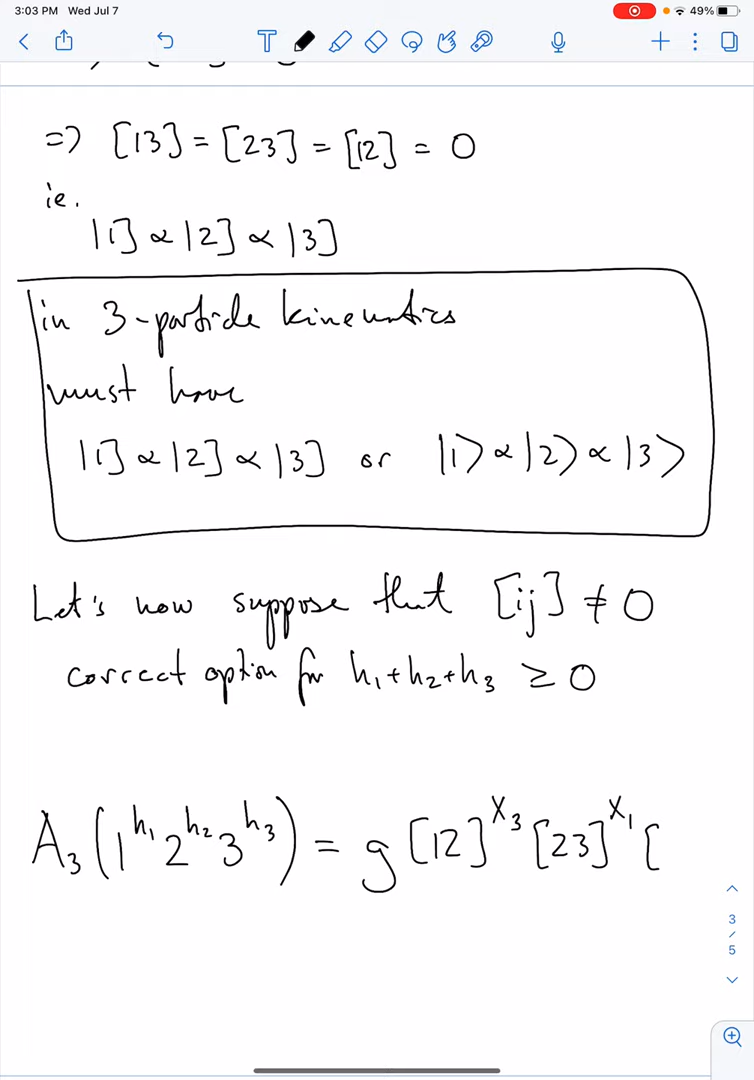 3:03 PM Wed Jul 7
49%
T
=> [13] = [23] = [12] = 0
ie.
|1] ∝ |2] ∝ |3]
in 3-particle kinematics
must have
|1] ∝ |2] ∝ |3] or |1⟩ ∝ |2⟩ ∝ |3⟩
Let's now suppose that [ij] ≠ 0
correct option for h₁+h₂+h₃ ≥ 0
A₃(1^{h₁} 2^{h₂} 3^{h₃}) = g [12]^{x₃} [23]^{x₁} [
3
/
5